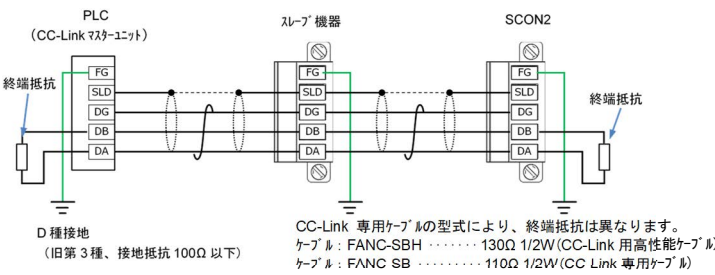 PLC
(CC-Link ﾏｽﾀｰﾕﾆｯﾄ)
ｽﾚｰﾌﾞ機器
SCON2
終端抵抗
FG
SLD
DG
DB
DA
FG
SLD
DG
DB
DA
FG
SLD
DG
DB
DA
終端抵抗
D種接地
(旧第3種、接地抵抗100Ω以下)
CC-Link 専用ｹｰﾌﾞﾙの型式により、終端抵抗は異なります。
ｹｰﾌﾞﾙ：FANC-SBH ‥‥‥‥ 130Ω 1/2W(CC-Link 用高性能ｹｰﾌﾞﾙ)
ｹｰﾌﾞﾙ：FANC SB ‥‥‥‥‥ 110Ω 1/2W(CC Link 専用ｹｰﾌﾞﾙ)